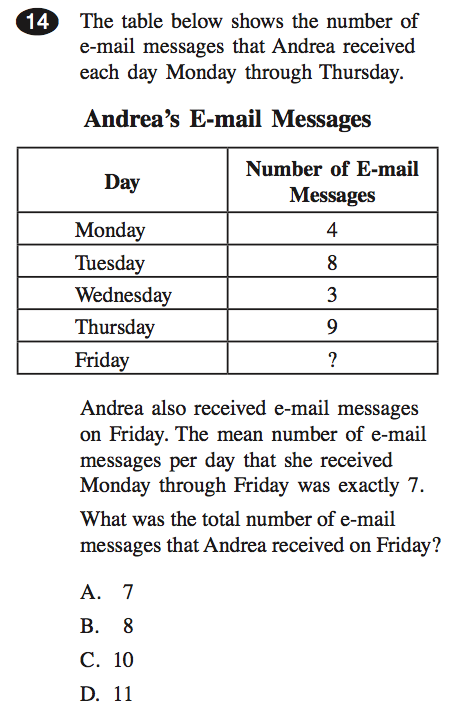 14 The table below shows the number of
e-mail messages that Andrea received
each day Monday through Thursday.
Andrea's E-mail Messages
Day Number of E-mail
Messages
Monday 4
Tuesday 8
Wednesday 3
Thursday 9
Friday ?
Andrea also received e-mail messages
on Friday. The mean number of e-mail
messages per day that she received
Monday through Friday was exactly 7.
What was the total number of e-mail
messages that Andrea received on Friday?
A. 7
B. 8
C. 10
D. 11